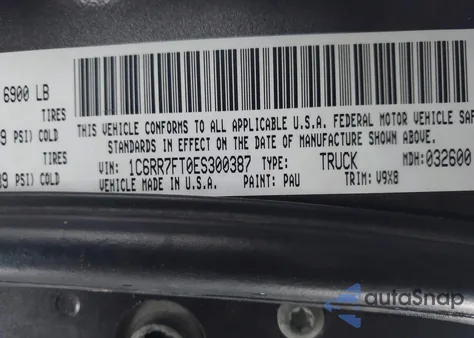 6900 LB
TIRES
9 PSI) COLD
TIRES
39 PSI) COLD
THIS VEHICLE CONFORMS TO ALL APPLICABLE U.S.A. FEDERAL MOTOR VEHICLE SAF
STANDARDS IN EFFECT ON THE DATE OF MANUFACTURE SHOWN ABOVE.
VIN: 1C6RR7FT0ES300387 TYPE: TRUCK MDH:032600
VEHICLE MADE IN U.S.A. PAINT: PAU TRIM: V9X8
autoSnap